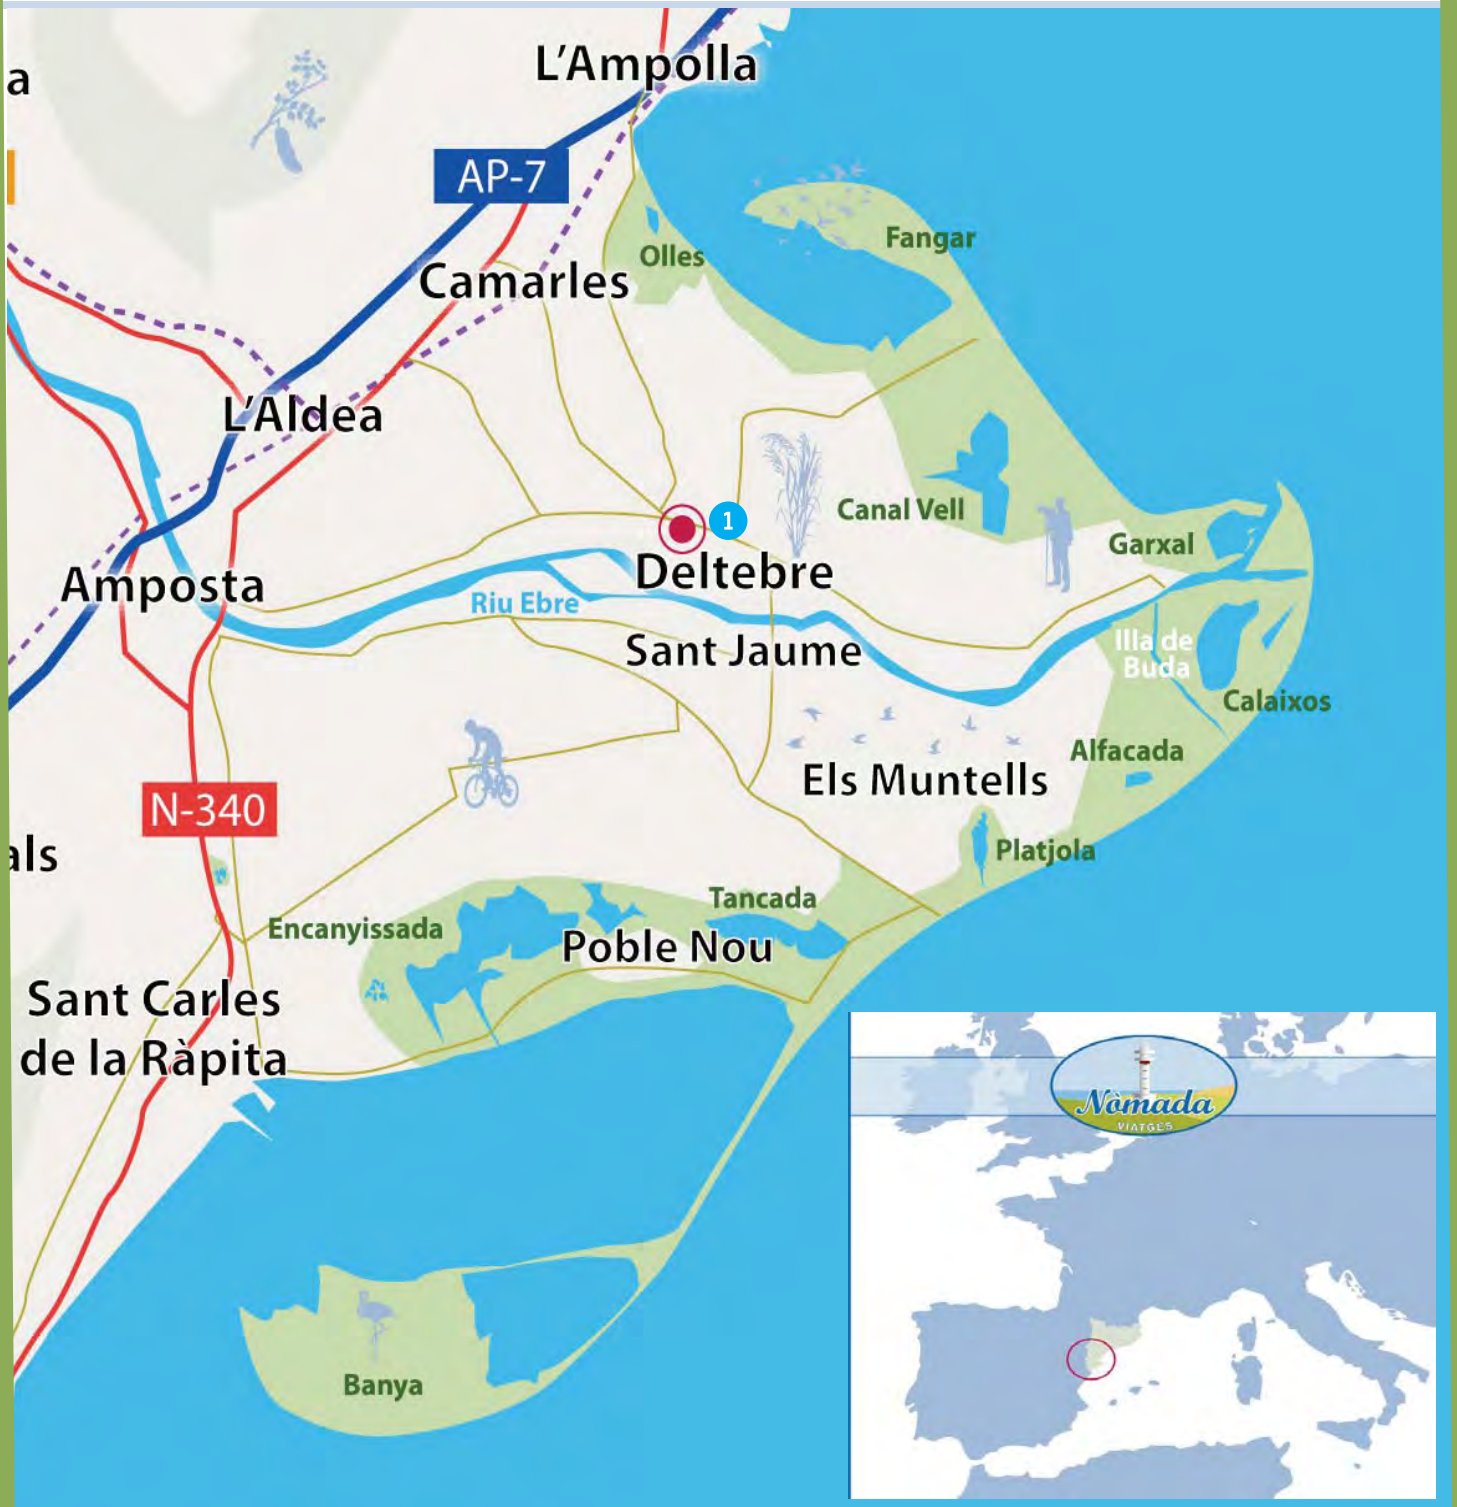 L'Ampolla
a
AP-7
Fangar
Olles
Camarles
L'Aldea
Canal Vell
1
Garxal
Deltebre
Amposta
Riu Ebre
Illa de
Buda
Sant Jaume
Calaixos
Alfacada
Els Muntells
N-340
Platjola
als
Tancada
Encanyissada
Poble Nou
Sant Carles
de la Ràpita
Nòmada
VIATGES
Banya